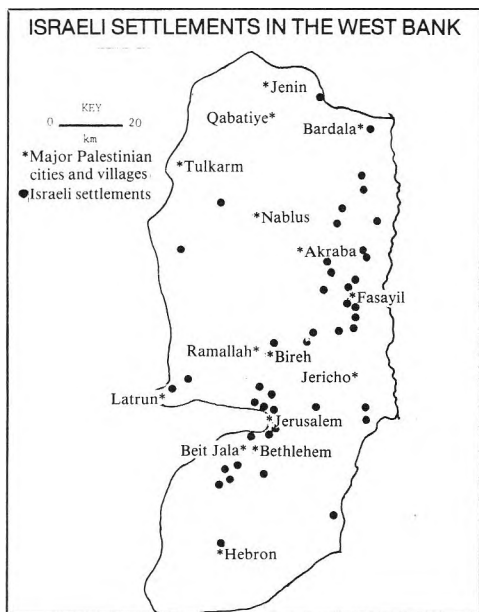 ISRAELI SETTLEMENTS IN THE WEST BANK
*Jenin
KEY
0 20
km
*Major Palestinian
cities and villages
●Israeli settlements
Qabatiye*
Bardala*
*Tulkarm
*Nablus
*Akraba
*Fasayil
Ramallah*
*Bireh
Jericho*
Latrun*
*Jerusalem
Beit Jala* *Bethlehem
*Hebron